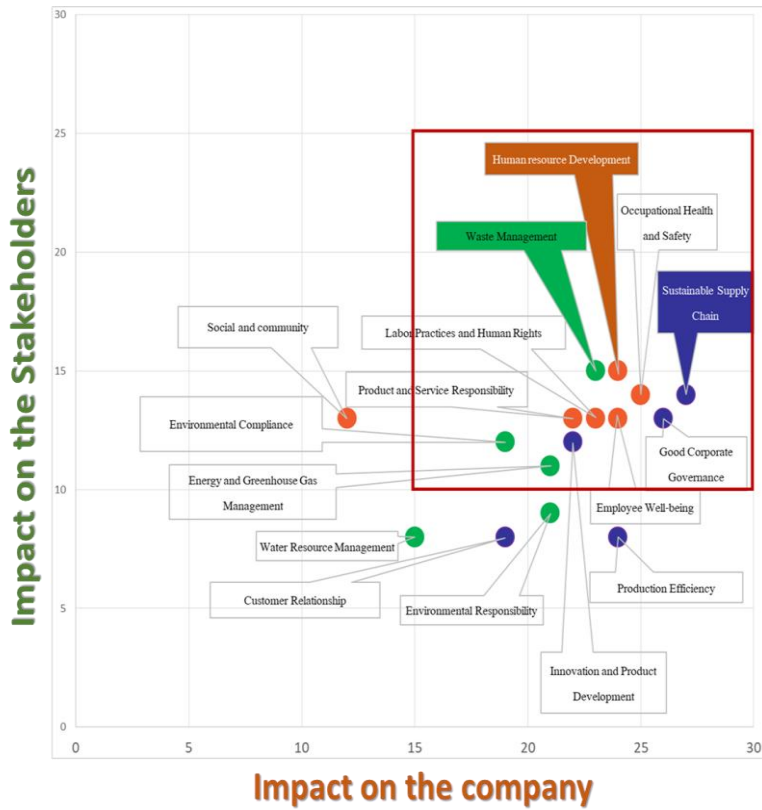 Impact on the Stakeholders
30
25
20
15
10
5
0
Human resource Development
Occupational Health
and Safety
Waste Management
Sustainable Supply
Chain
Social and community
Labor Practices and Human Rights
Product and Service Responsibility
Environmental Compliance
Good Corporate
Governance
Energy and Greenhouse Gas
Management
Employee Well-being
Water Resource Management
Customer Relationship
Environmental Responsibility
Production Efficiency
Innovation and Product
Development
0
5
10
15
20
25
30
Impact on the company